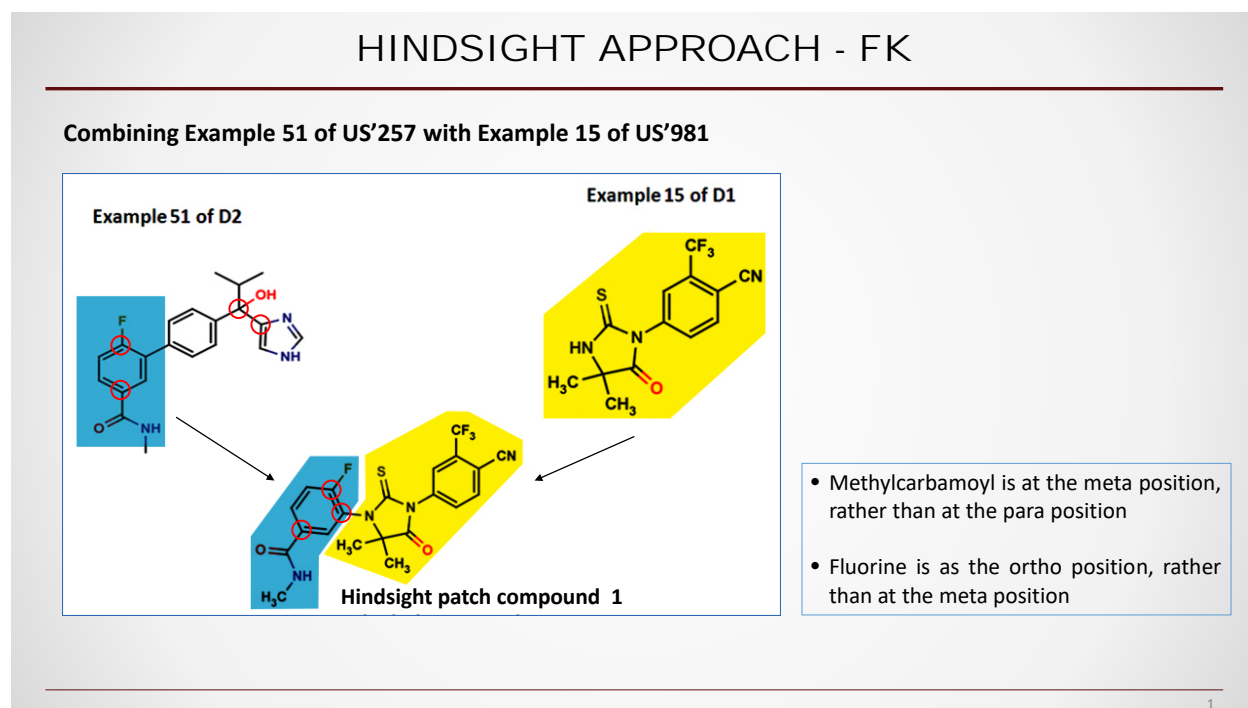 HINDSIGHT APPROACH - FK
Combining Example 51 of US'257 with Example 15 of US'981
Example 51 of D2
Example 15 of D1
OH
N
NH
F
O
NH
CF3
CN
S
N
HN
H3C
O
CH3
CF3
CN
F
S
N
N
O
H3C
CH3
O
NH
H3C
Hindsight patch compound 1
• Methylcarbamoyl is at the meta position,
rather than at the para position
• Fluorine is as the ortho position, rather
than at the meta position
1